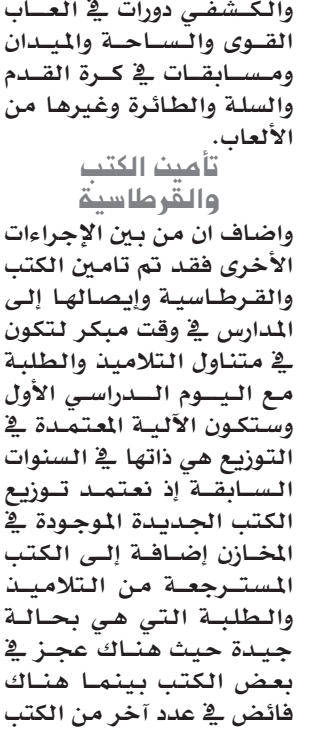 والكشفي دورات في العاب
القوى والساحة والميدان
ومسابقات في كرة القدم
والسلة والطائرة وغيرها من
الألعاب.
تأمين الكتب
والقرطاسية
واضاف ان من بين الإجراءات
الأخرى فقد تم تامين الكتب
والقرطاسية وإيصالها إلى
المدارس في وقت مبكر لتكون
في متناول التلاميذ والطلبة
مع اليوم الدراسي الأول
وستكون الآلية المعتمدة في
التوزيع هي ذاتها في السنوات
السابقة إذ نعتمد توزيع
الكتب الجديدة الموجودة في
المخازن إضافة إلى الكتب
المسترجعة من التلاميذ
والطلبة التي هي بحالة
جيدة حيث هناك عجز في
بعض الكتب بينما هناك
فائض في عدد آخر من الكتب